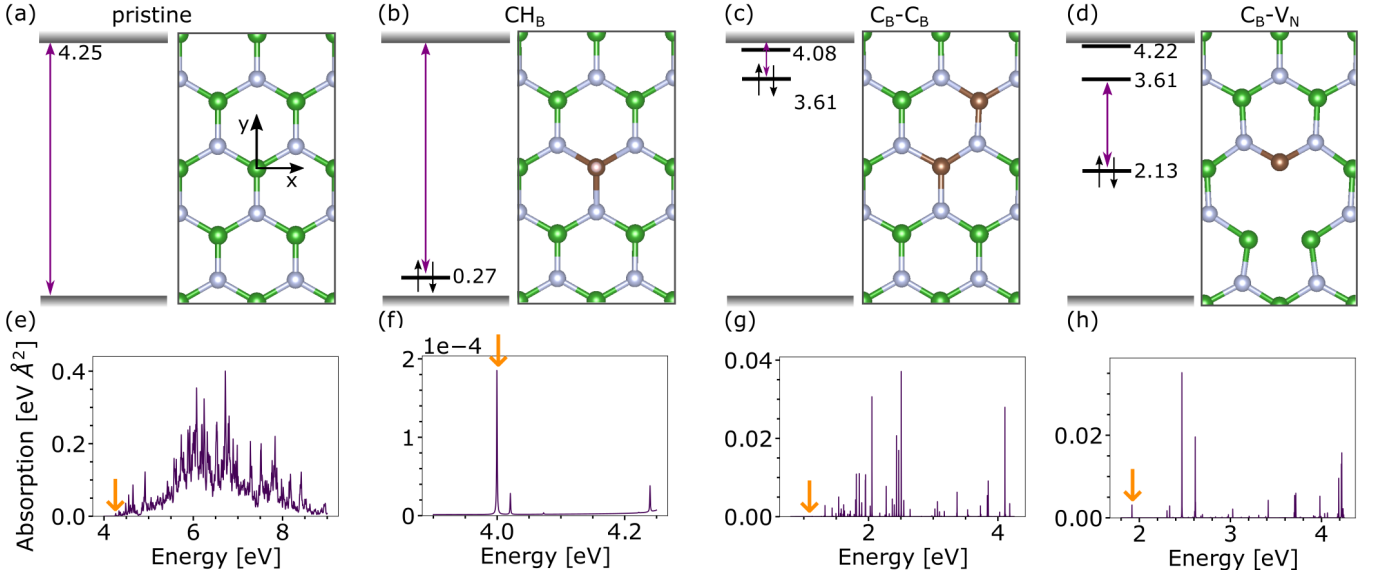 (a) pristine
(b) CH_B
(c) C_B-C_B
(d) C_B-V_N
4.25
y
x
0.27
4.08
3.61
4.22
3.61
2.13
(e)
(f)
(g)
(h)
Absorption [eV Å²]
0.4
0.2
0.0
4 6 8
Energy [eV]
1e−4
2
1
0
4.0 4.2
Energy [eV]
0.04
0.02
0.00
2 4
Energy [eV]
0.02
0.00
2 3 4
Energy [eV]